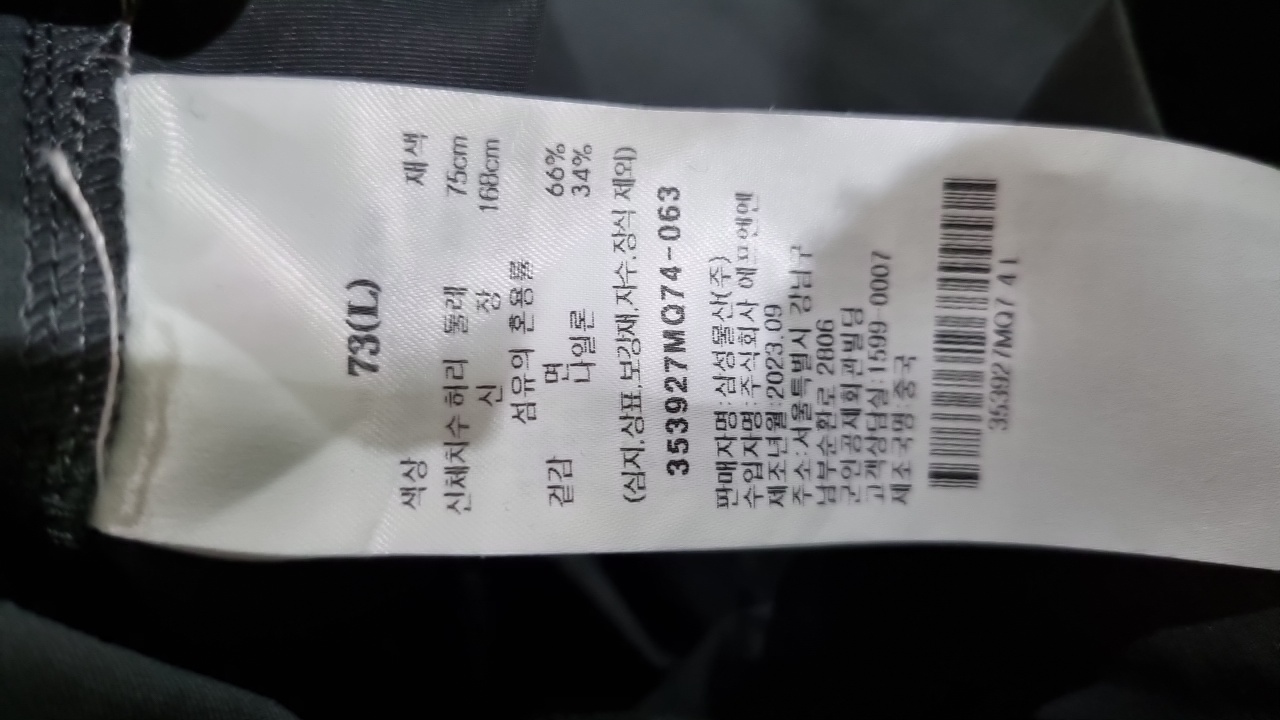 73(L)
색상 재색
신체치수 허리 둘레 75cm
신 장 168cm
섬유의 혼용률
겉감 면 66%
나일론 34%
(심지,상표,보강재,자수,장식 제외)
353927MQ74-063
판매자명:삼성물산(주)
수입자명:주식회사 에프엔엔
제조년월:2023.09
주소:서울특별시 강남구
남부순환로 2806
군인공제회관빌딩
고객상담실:1599-0007
제조국명 중국
353927MQ7 4 L